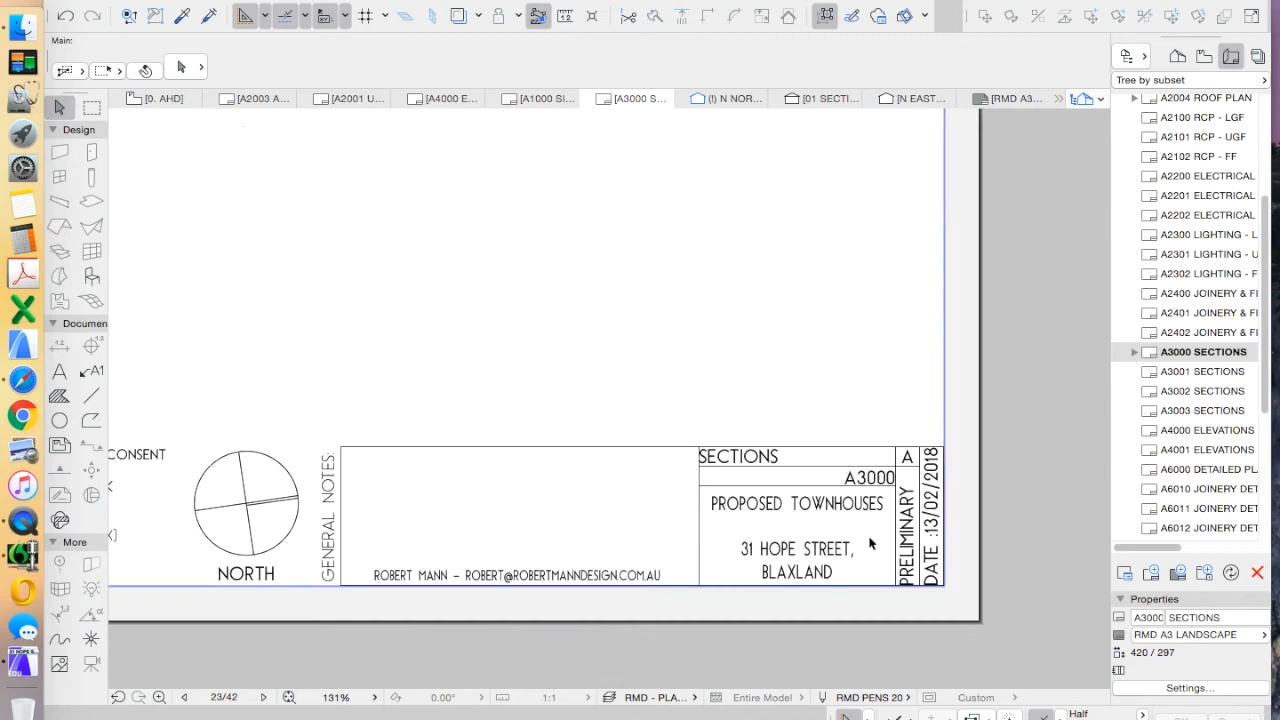 Main:
[0. AHD]
[A2003 A...
[A2001 U...
[A4000 E...
[A1000 SI...
[A3000 S...
(!) N NOR...
[01 SECTI...
[N EAST...
[RMD A3...
Tree by subset
Design
Documen
More
1.2
A
A1
A2004 ROOF PLAN
A2100 RCP - LGF
A2101 RCP - UGF
A2102 RCP - FF
A2200 ELECTRICAL
A2201 ELECTRICAL
A2202 ELECTRICAL
A2300 LIGHTING - L
A2301 LIGHTING - U
A2302 LIGHTING - F
A2400 JOINERY & FI
A2401 JOINERY & FI
A2402 JOINERY & FI
A3000 SECTIONS
A3001 SECTIONS
A3002 SECTIONS
A3003 SECTIONS
A4000 ELEVATIONS
A4001 ELEVATIONS
A6000 DETAILED PL
A6010 JOINERY DET
A6011 JOINERY DET
A6012 JOINERY DET
CONSENT
NORTH
GENERAL NOTES:
ROBERT MANN - ROBERT@ROBERTMANNDESIGN.COM.AU
SECTIONS
A3000
PROPOSED TOWNHOUSES
31 HOPE STREET,
BLAXLAND
A
PRELIMINARY
DATE :13/02/2018
Properties
A3000 SECTIONS
RMD A3 LANDSCAPE
420 / 297
Settings...
23/42
131%
0.00°
1:1
RMD - PLA...
Entire Model
RMD PENS 20
Custom
Half